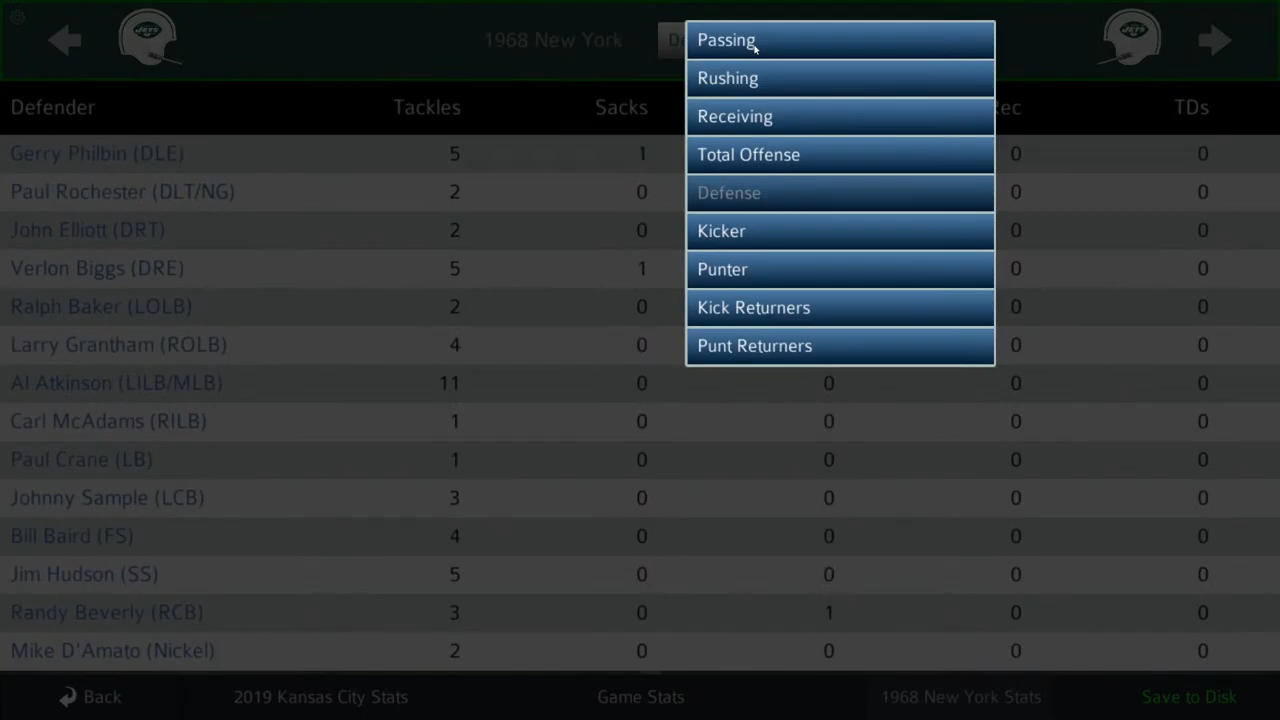 1968 New York De
Passing
Rushing
Receiving
Total Offense
Defense
Kicker
Punter
Kick Returners
Punt Returners
Defender Tackles Sacks Rec TDs
Gerry Philbin (DLE) 5 1 0 0
Paul Rochester (DLT/NG) 2 0 0 0
John Elliott (DRT) 2 0 0 0
Verlon Biggs (DRE) 5 1 0 0
Ralph Baker (LOLB) 2 0 0 0
Larry Grantham (ROLB) 4 0 0 0
Al Atkinson (LILB/MLB) 11 0 0 0 0
Carl McAdams (RILB) 1 0 0 0 0
Paul Crane (LB) 1 0 0 0 0
Johnny Sample (LCB) 3 0 0 0 0
Bill Baird (FS) 4 0 0 0 0
Jim Hudson (SS) 5 0 0 0 0
Randy Beverly (RCB) 3 0 1 0 0
Mike D'Amato (Nickel) 2 0 0 0 0
Back 2019 Kansas City Stats Game Stats 1968 New York Stats Save to Disk
JETS
JETS